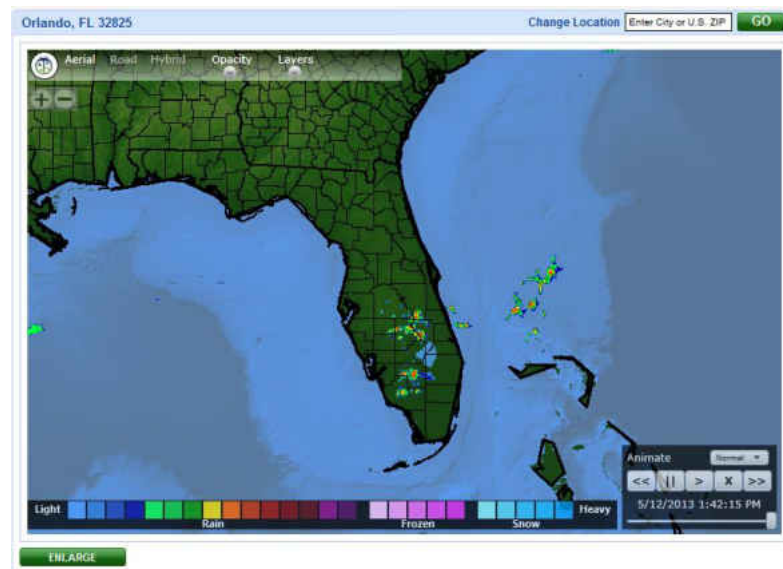 Orlando, FL 32825
Change Location Enter City or U.S. ZIP GO
Aerial Road Hybrid Opacity Layers
Animate Normal
<< || > X >>
5/12/2013 1:42:15 PM
Light Heavy
Rain Frozen Snow
ENLARGE